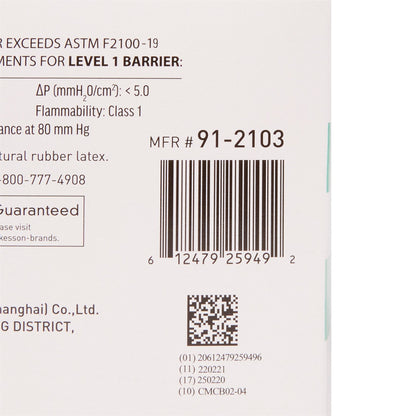 R EXCEEDS ASTM F2100-19
MENTS FOR LEVEL 1 BARRIER:
ΔP (mmH₂O/cm²): < 5.0
Flammability: Class 1
ance at 80 mm Hg
MFR # 91-2103
tural rubber latex.
-800-777-4908
Guaranteed
ase visit
kesson-brands.
6 12479 25949 2
hanghai) Co.,Ltd.
G DISTRICT,
(01) 20612479259496
(11) 220221
(17) 250220
(10) CMCB02-04